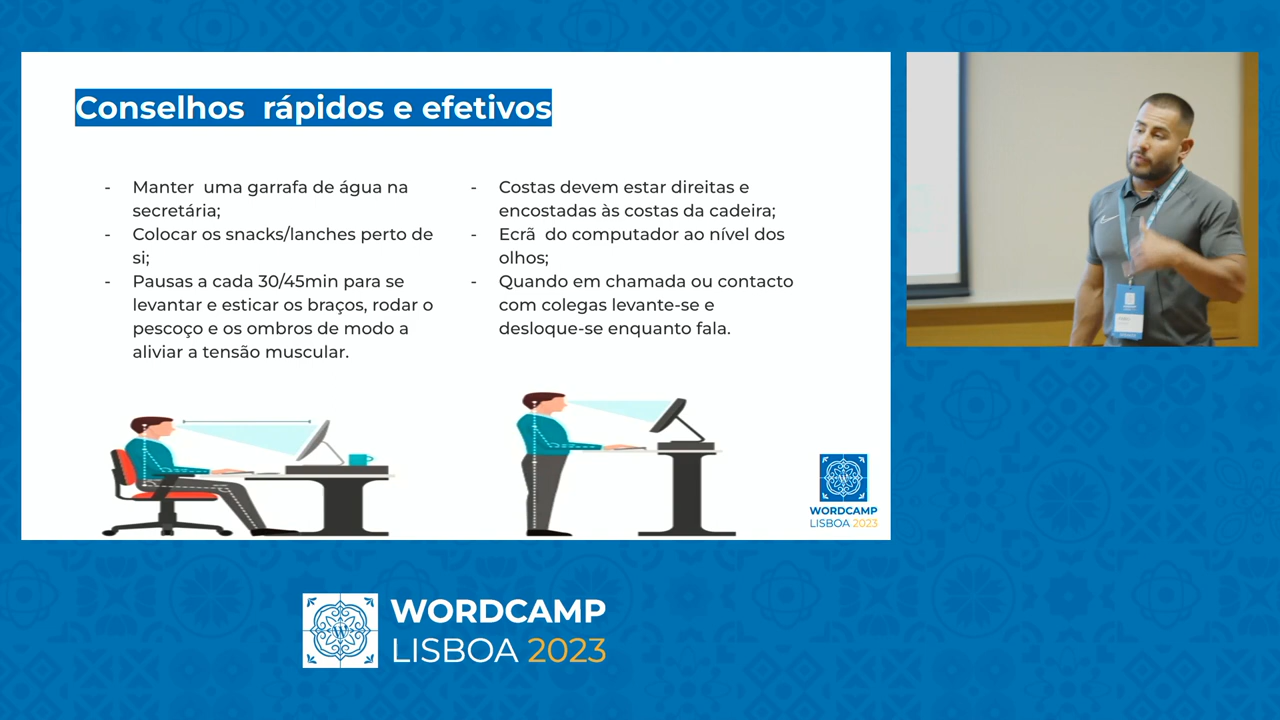 Conselhos  rápidos e efetivos
- Manter  uma garrafa de água na
secretária;
- Colocar os snacks/lanches perto de
si;
- Pausas a cada 30/45min para se
levantar e esticar os braços, rodar o
pescoço e os ombros de modo a
aliviar a tensão muscular.
- Costas devem estar direitas e
encostadas às costas da cadeira;
- Ecrã  do computador ao nível dos
olhos;
- Quando em chamada ou contacto
com colegas levante-se e
desloque-se enquanto fala.
WORDCAMP
LISBOA 2023
WORDCAMP
LISBOA 2023